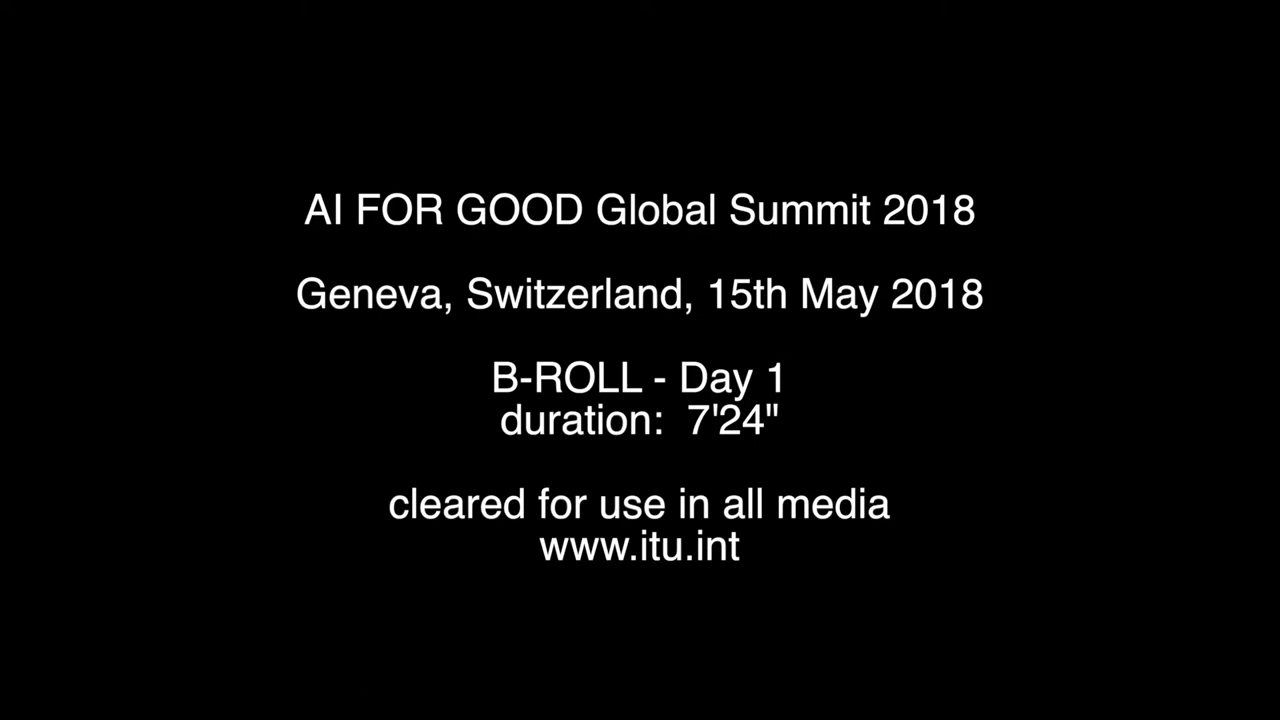 AI FOR GOOD Global Summit 2018
Geneva, Switzerland, 15th May 2018
B-ROLL - Day 1
duration:  7'24"
cleared for use in all media
www.itu.int